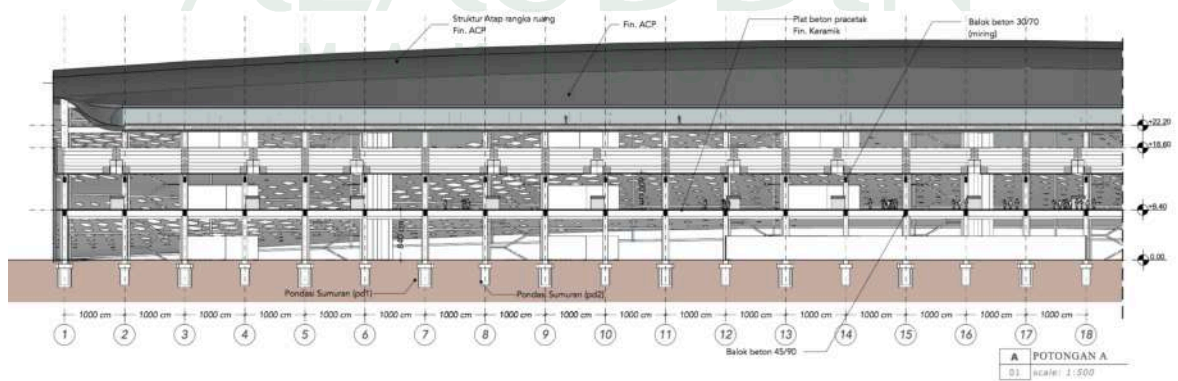 ALAUDDIN
Struktur Atap rangka ruang
Fin. ACP
Fin. ACP
Plat beton pracetak
Fin. Keramik
Balok beton 30/70
(miring)
+22.20
+18.60
+8.40
0.00
840 cm
Pondasi Sumuran (pd1)
Pondasi Sumuran (pd2)
1000 cm 1000 cm 1000 cm 1000 cm 1000 cm 1000 cm 1000 cm 1000 cm 1000 cm 1000 cm 1000 cm 1000 cm 1000 cm 1000 cm 1000 cm 1000 cm 1000 cm
1 2 3 4 5 6 7 8 9 10 11 12 13 14 15 16 17 18
Balok beton 45/90
A POTONGAN A
01 scale: 1:500